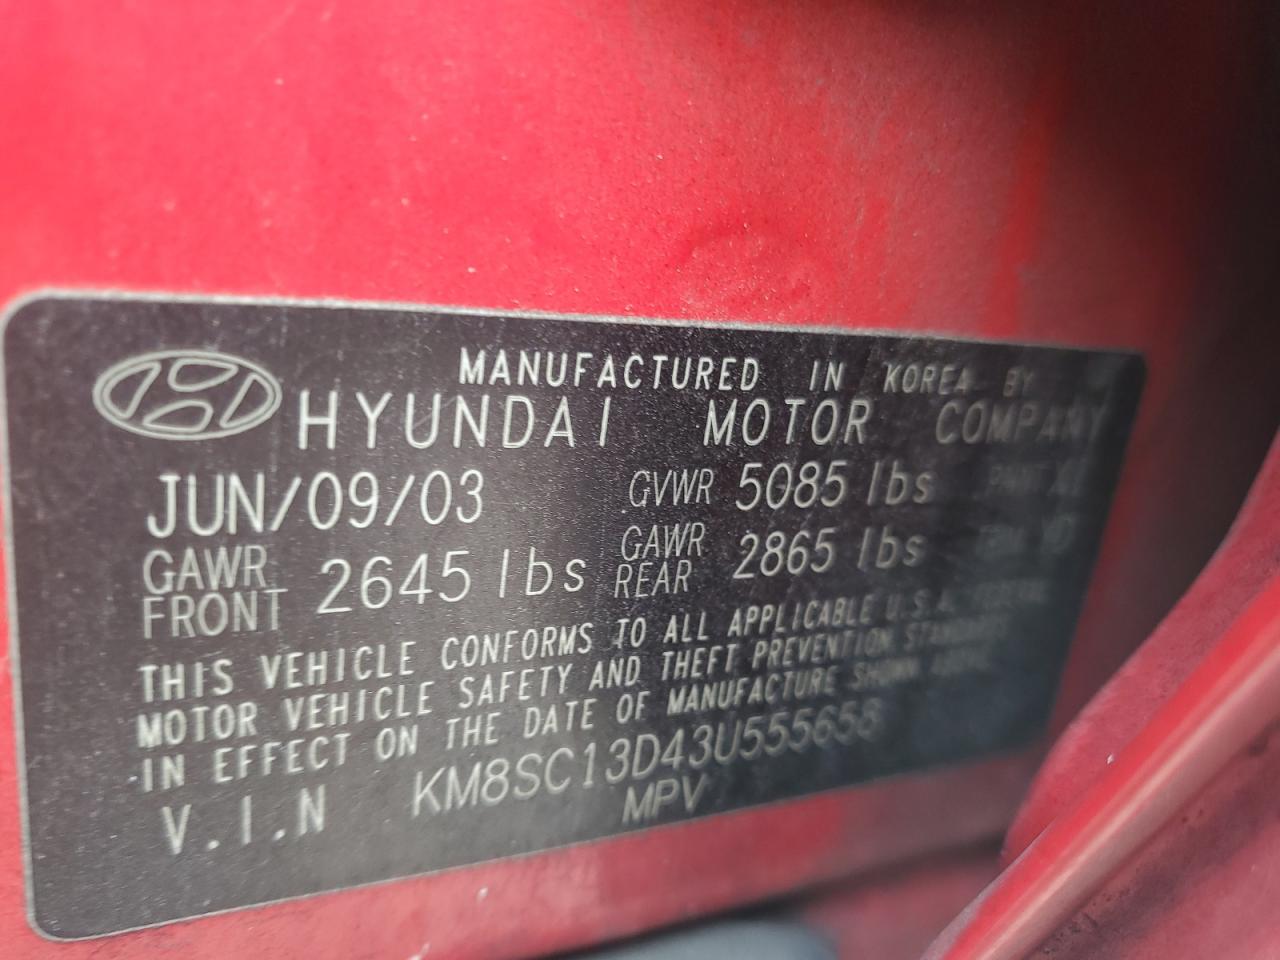 MANUFACTURED IN KOREA BY
HYUNDAI MOTOR COMPANY
JUN/09/03 GVWR 5085 lbs PAINT
GAWR FRONT 2645 lbs GAWR REAR 2865 lbs TRIM
THIS VEHICLE CONFORMS TO ALL APPLICABLE U.S.A. FEDERAL
MOTOR VEHICLE SAFETY AND THEFT PREVENTION STANDARDS
IN EFFECT ON THE DATE OF MANUFACTURE SHOWN ABOVE
V.I.N KM8SC13D43U555658
MPV